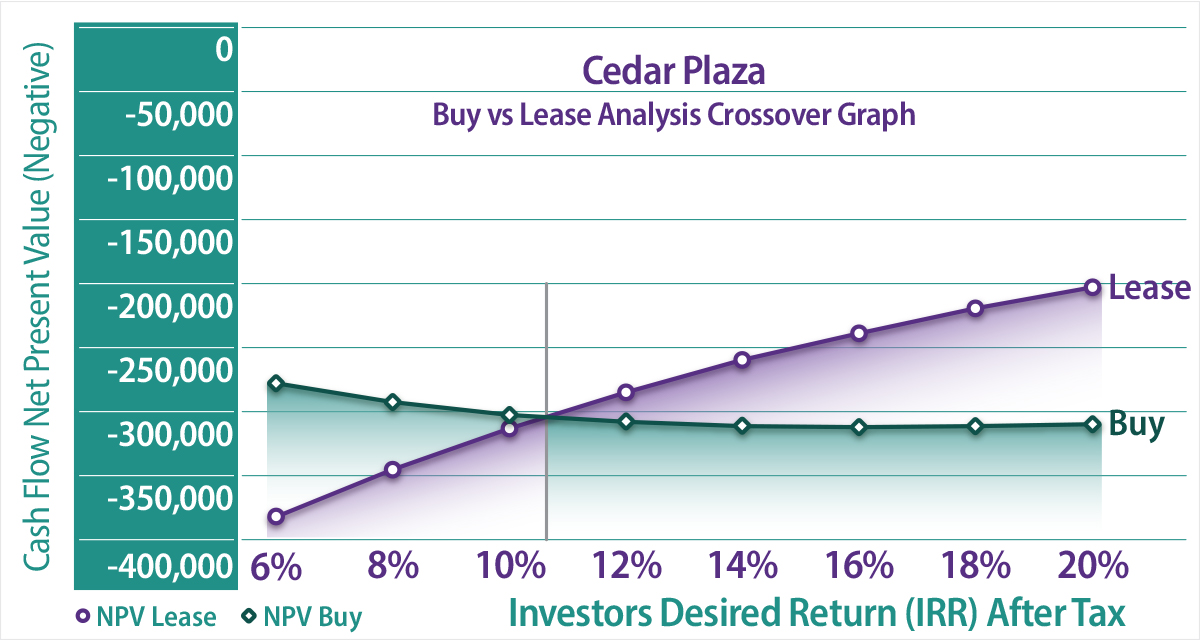 Cedar Plaza
Buy vs Lease Analysis Crossover Graph
Cash Flow Net Present Value (Negative)
0
-50,000
-100,000
-150,000
-200,000
-250,000
-300,000
-350,000
-400,000
Lease
Buy
6% 8% 10% 12% 14% 16% 18% 20%
NPV Lease NPV Buy
Investors Desired Return (IRR) After Tax